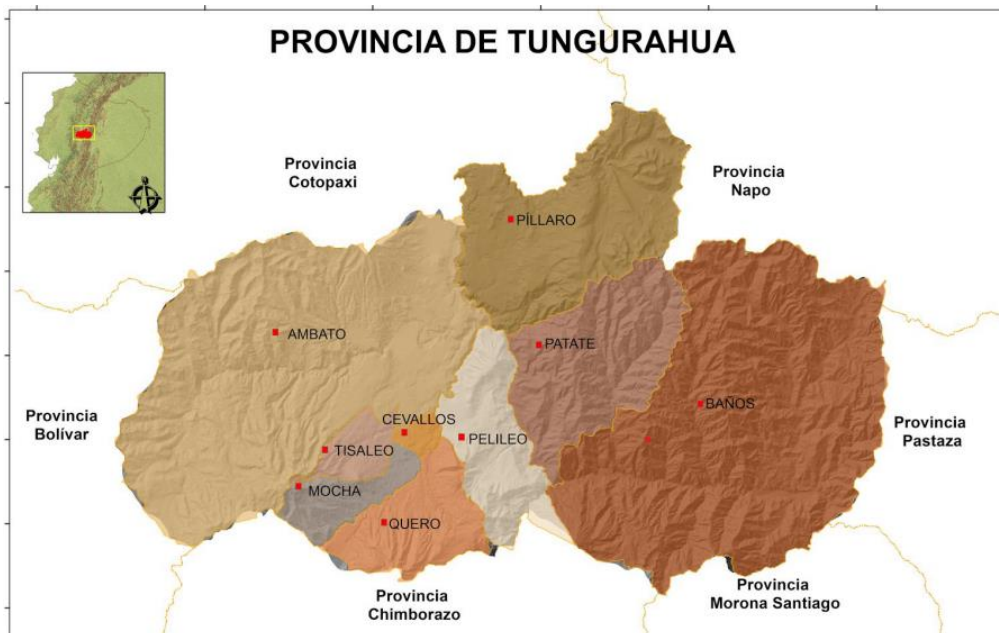 PROVINCIA DE TUNGURAHUA
Provincia
Cotopaxi
Provincia
Napo
PÍLLARO
AMBATO
PATATE
BAÑOS
Provincia
Bolívar
CEVALLOS
Provincia
Pastaza
TISALEO
PELILEO
MOCHA
QUERO
Provincia
Chimborazo
Provincia
Morona Santiago